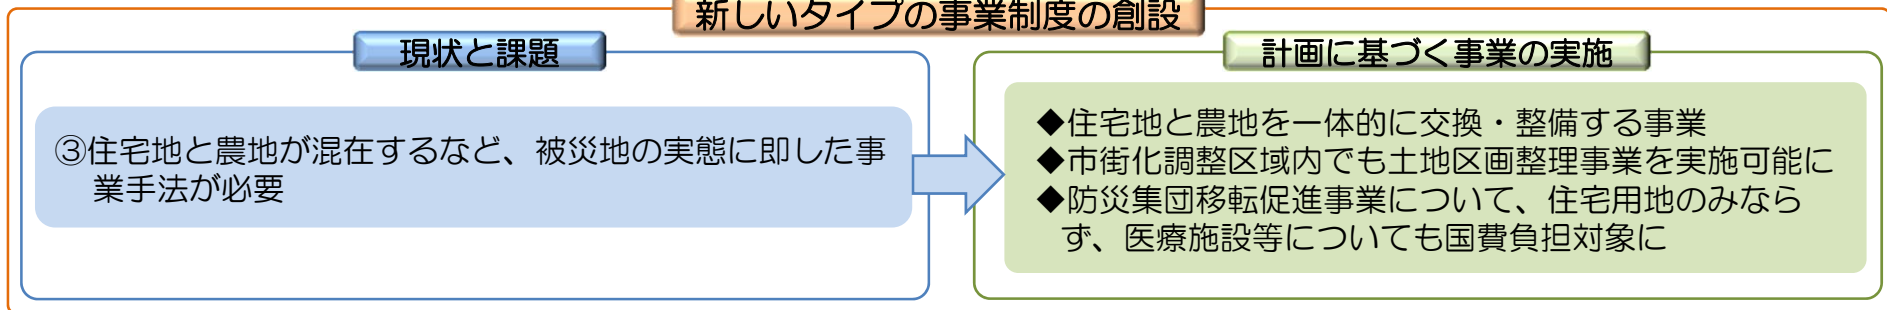 新しいタイプの事業制度の創設
現状と課題
③住宅地と農地が混在するなど、被災地の実態に即した事
業手法が必要
計画に基づく事業の実施
◆住宅地と農地を一体的に交換・整備する事業
◆市街化調整区域内でも土地区画整理事業を実施可能に
◆防災集団移転促進事業について、住宅用地のみなら
ず、医療施設等についても国費負担対象に